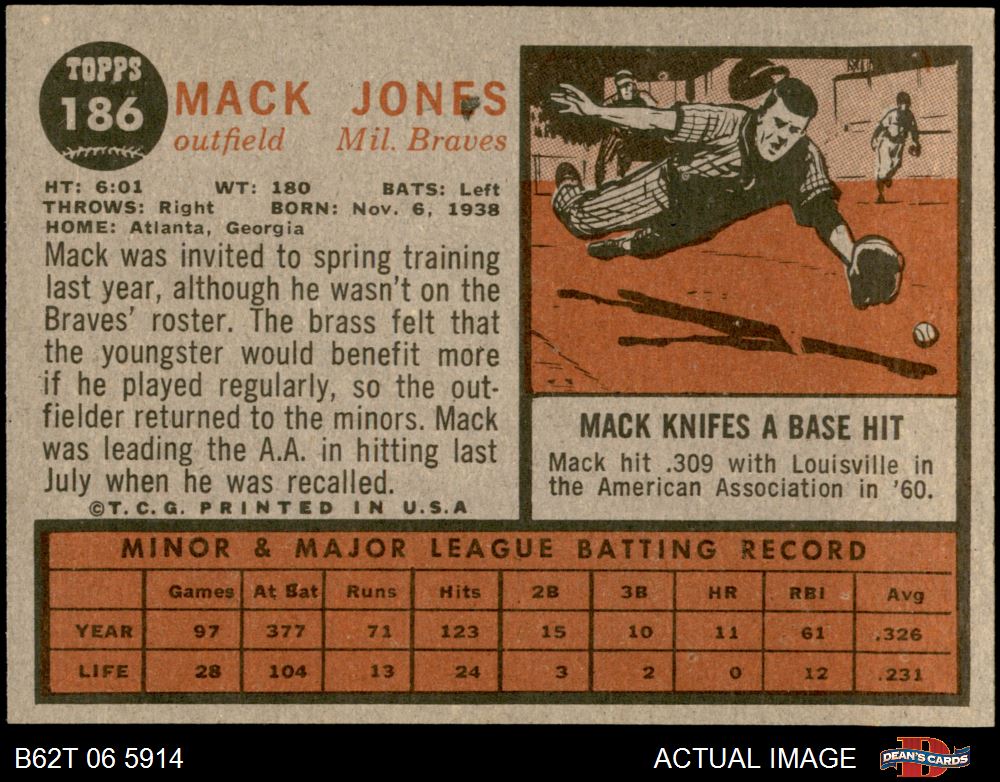 TOPPS
186
MACK JONES
outfield Mil. Braves
HT: 6:01 WT: 180 BATS: Left
THROWS: Right BORN: Nov. 6, 1938
HOME: Atlanta, Georgia
Mack was invited to spring training
last year, although he wasn't on the
Braves' roster. The brass felt that
the youngster would benefit more
if he played regularly, so the out-
fielder returned to the minors. Mack
was leading the A.A. in hitting last
July when he was recalled.
©T.C.G. PRINTED IN U.S.A
MACK KNIFES A BASE HIT
Mack hit .309 with Louisville in
the American Association in '60.
MINOR & MAJOR LEAGUE BATTING RECORD
Games At Bat Runs Hits 2B 3B HR RBI Avg
YEAR 97 377 71 123 15 10 11 61 .326
LIFE 28 104 13 24 3 2 0 12 .231
B62T 06 5914 ACTUAL IMAGE DEAN'S CARDS